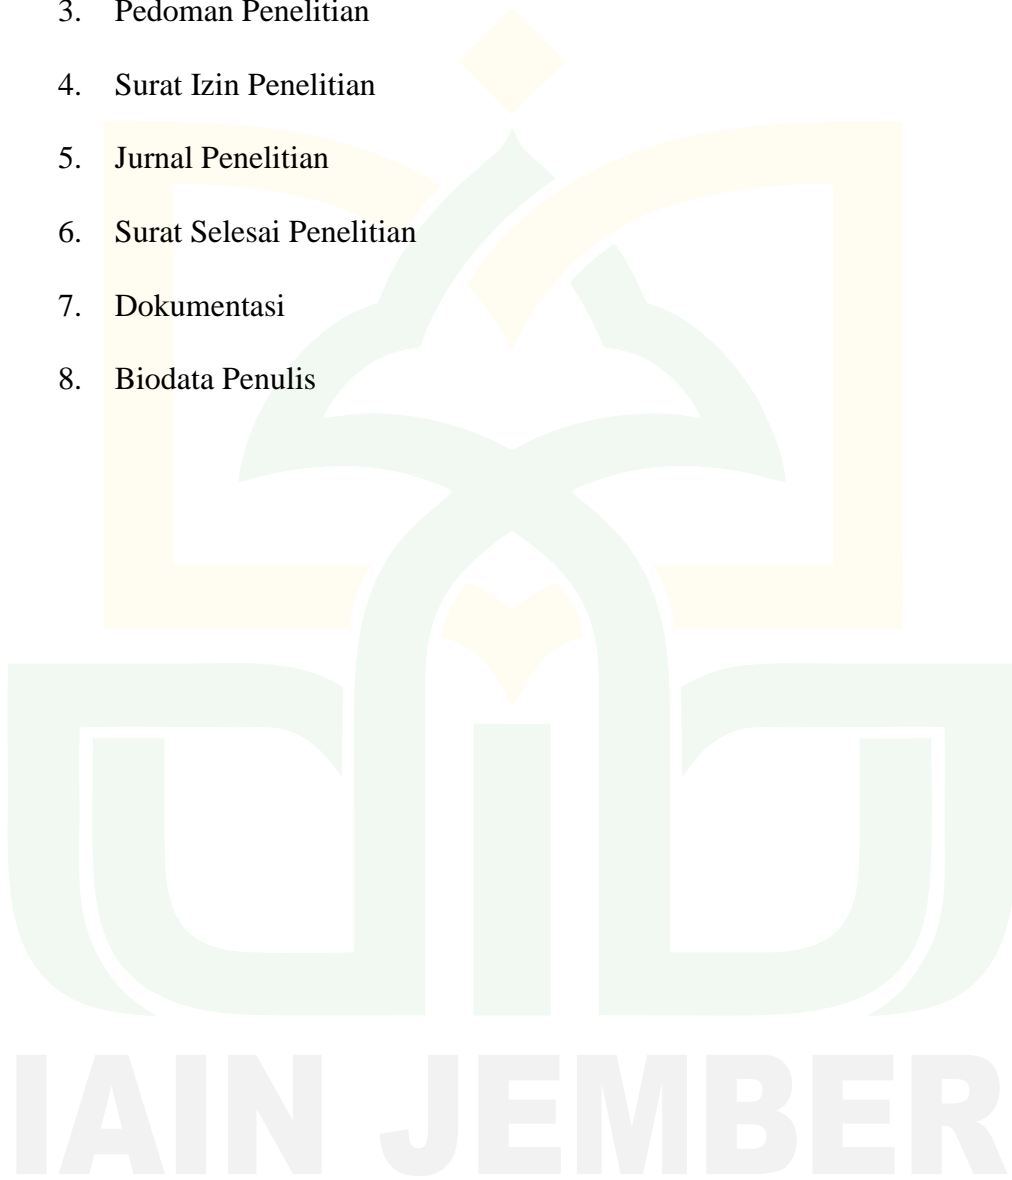 3. Pedoman Penelitian
4. Surat Izin Penelitian
5. Jurnal Penelitian
6. Surat Selesai Penelitian
7. Dokumentasi
8. Biodata Penulis
IAIN JEMBER